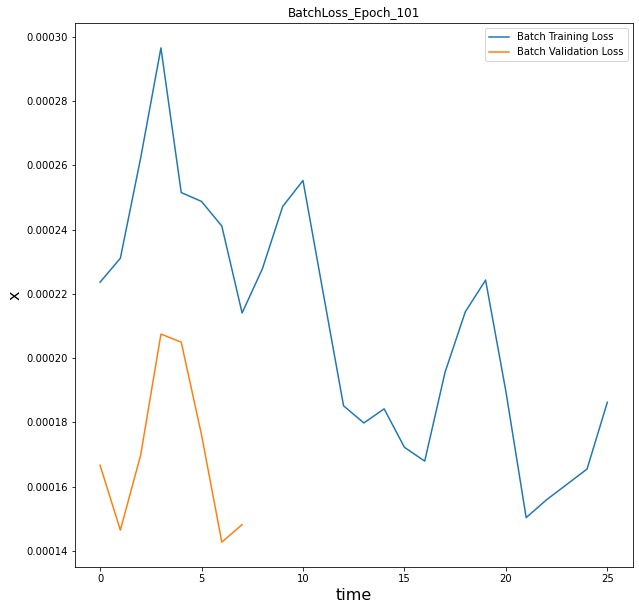 BatchLoss_Epoch_101
Batch Training Loss
Batch Validation Loss
0.00030
0.00028
0.00026
0.00024
0.00022
0.00020
0.00018
0.00016
0.00014
x
0 5 10 15 20 25
time